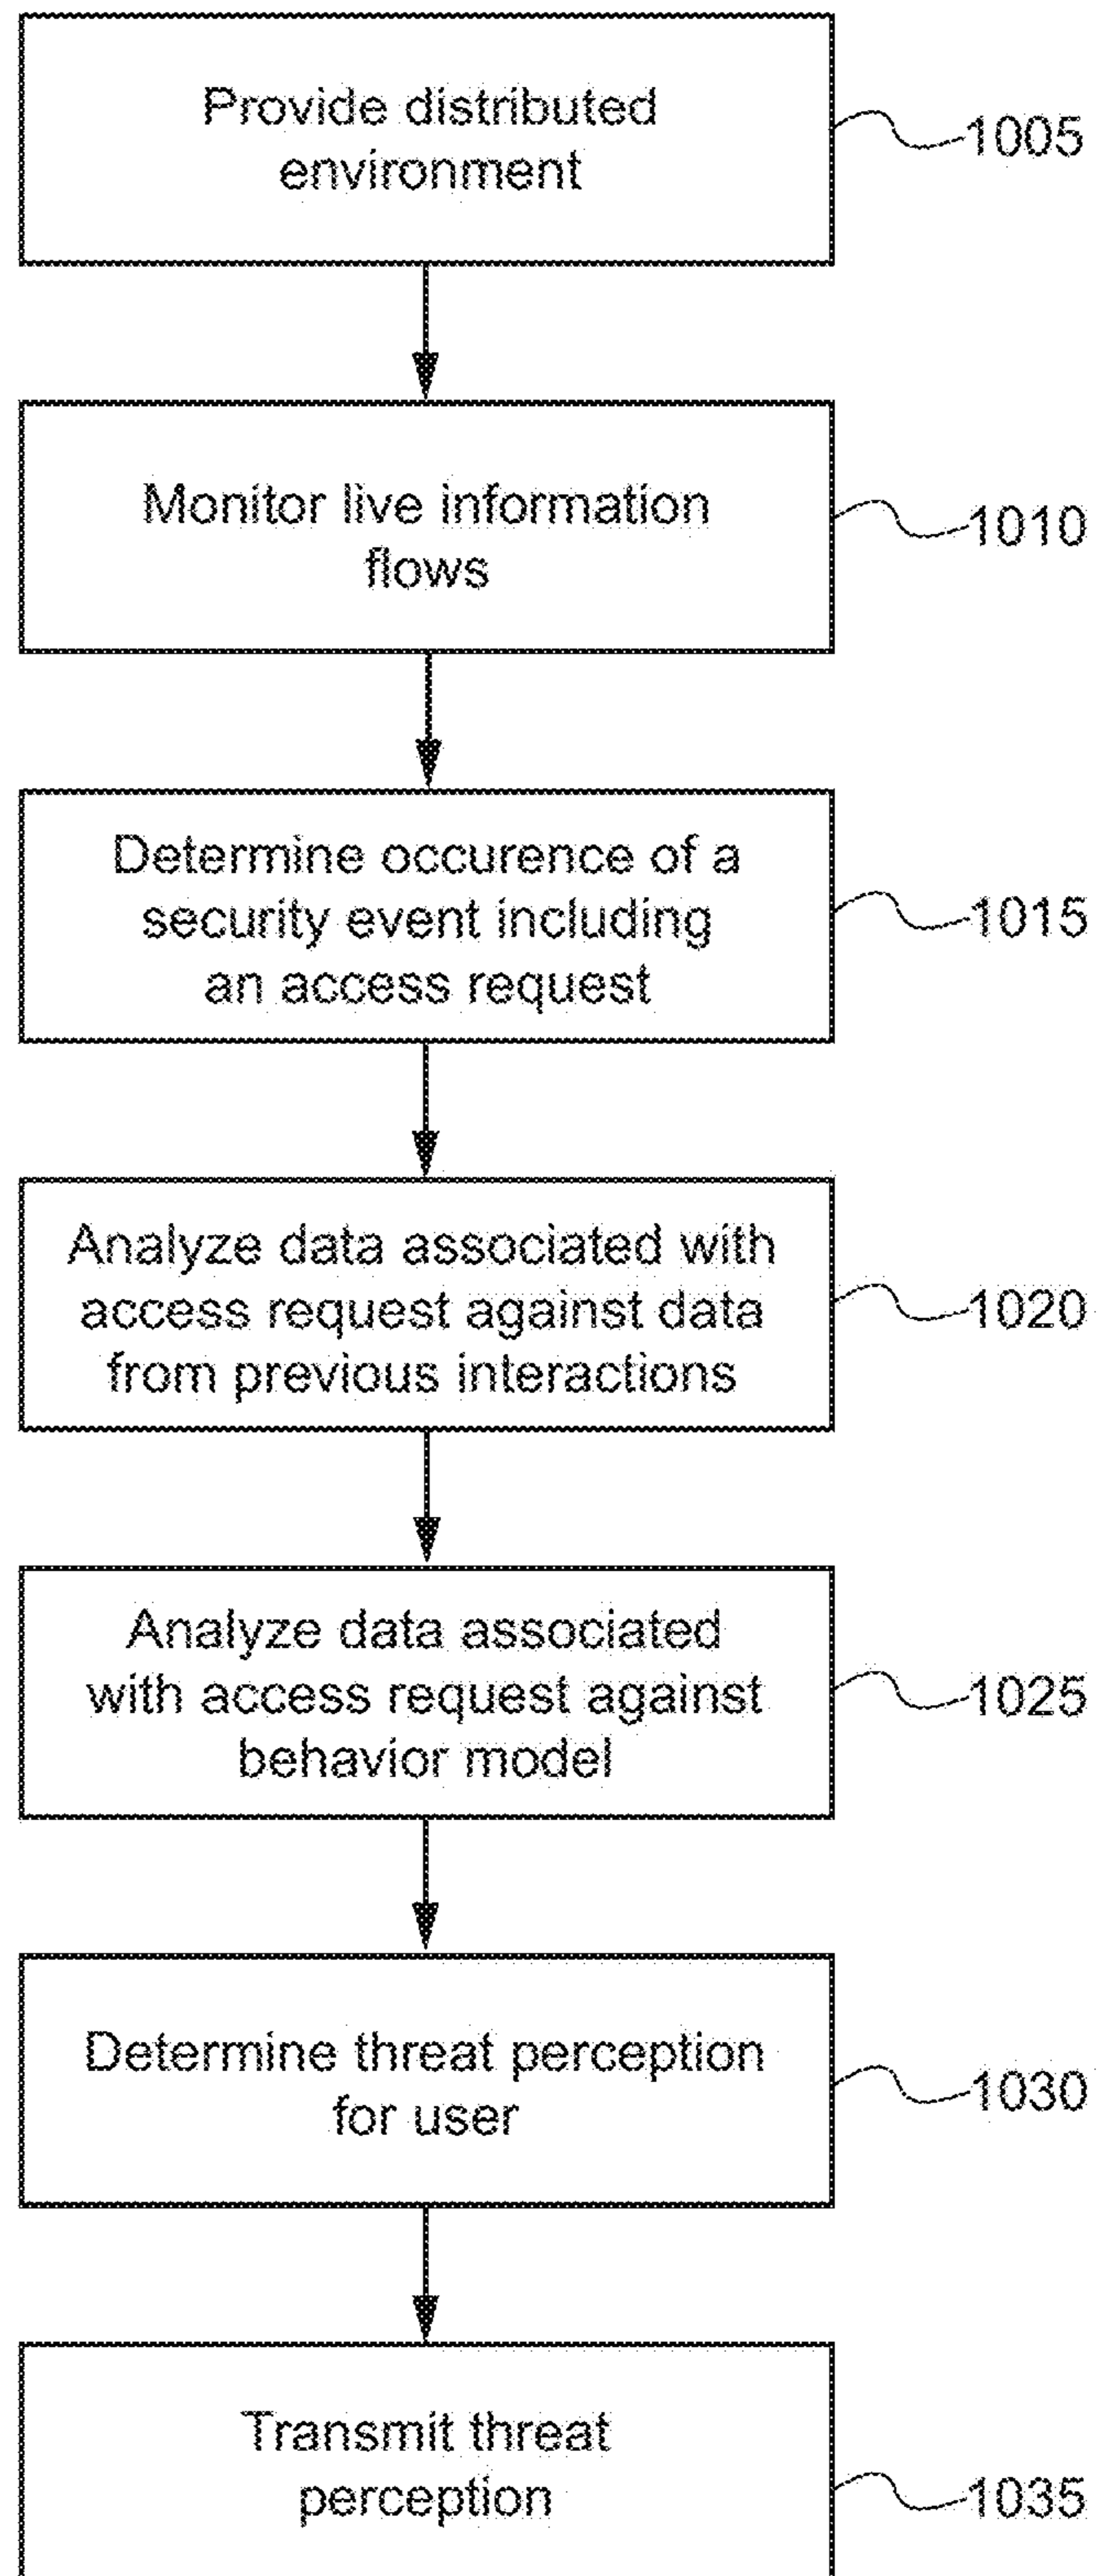 Provide distributed
environment
1005
Monitor live information
flows
1010
Determine occurence of a
security event including
an access request
1015
Analyze data associated with
access request against data
from previous interactions
1020
Analyze data associated
with access request against
behavior model
1025
Determine threat perception
for user
1030
Transmit threat
perception
1035